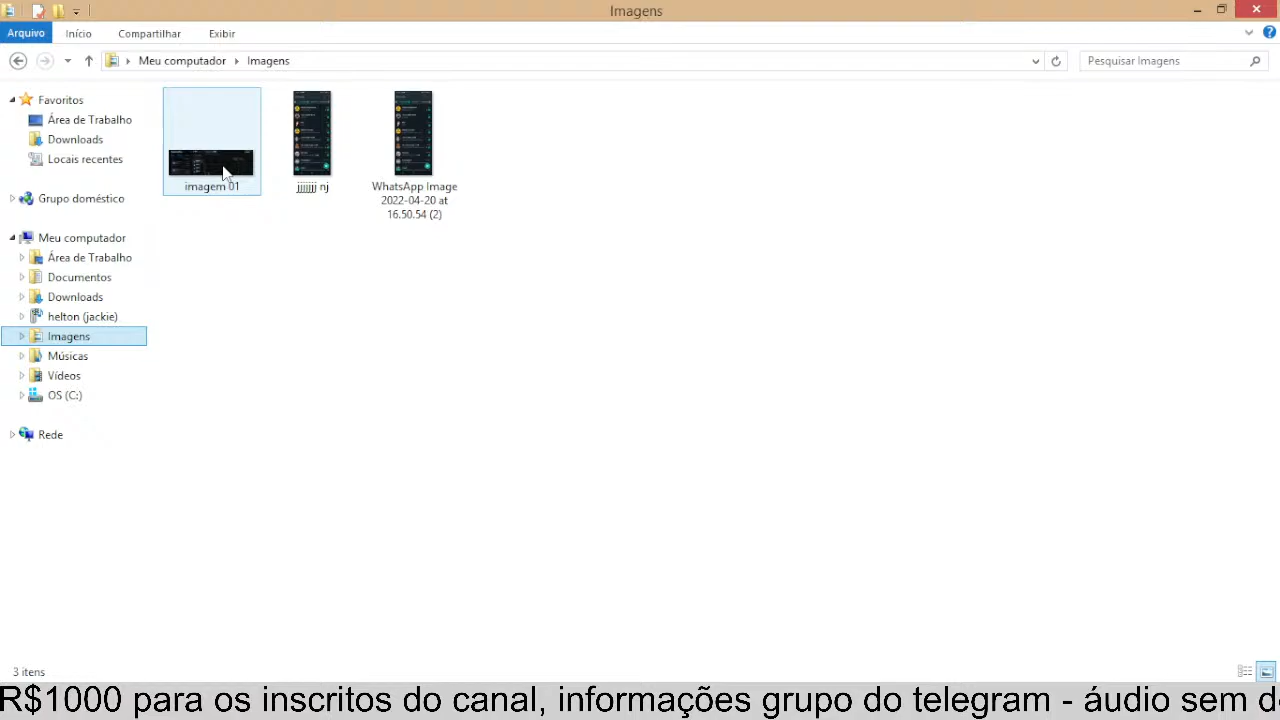 Imagens
Arquivo
Início
Compartilhar
Exibir
Meu computador
Imagens
Pesquisar Imagens
Favoritos
Área de Trabalho
Downloads
Locais recentes
Grupo doméstico
Meu computador
Área de Trabalho
Documentos
Downloads
helton (jackie)
Imagens
Músicas
Vídeos
OS (C:)
Rede
imagem 01
WhatsApp Image
2022-04-20 at
16.50.54 (2)
3 itens
R$1000 para os inscritos do canal, informações grupo do telegram - áudio sem d